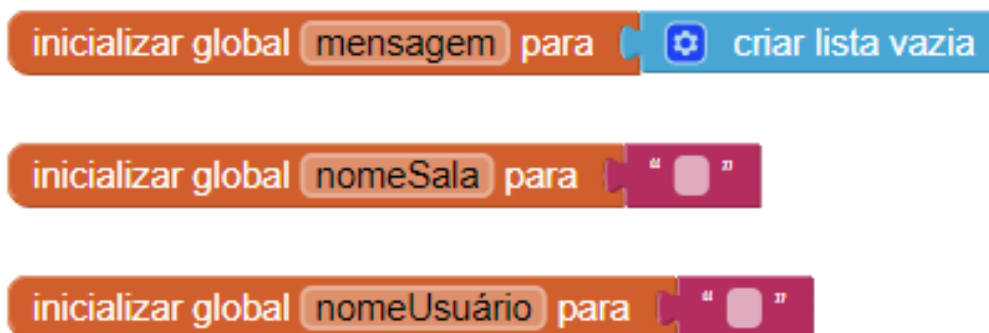 inicializar global mensagem para criar lista vazia
inicializar global nomeSala para “ ”
inicializar global nomeUsuário para “ ”